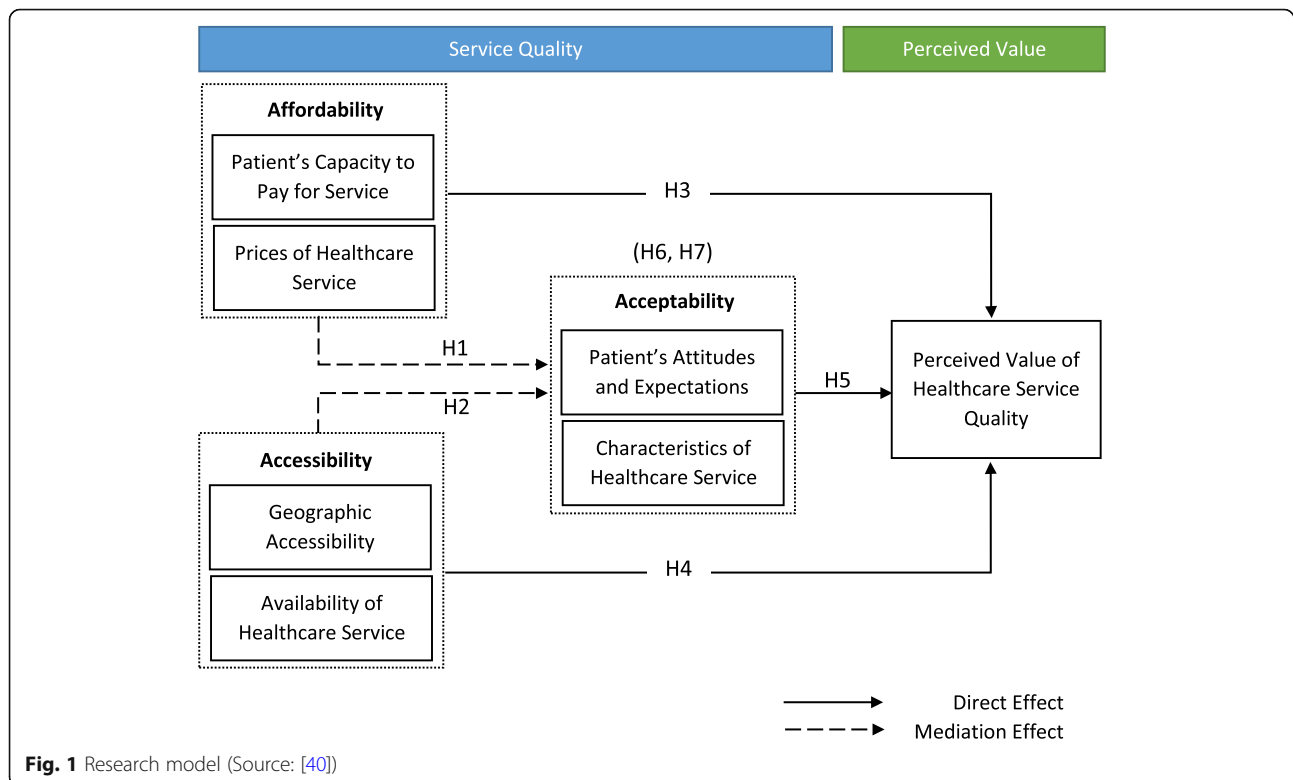 Service Quality
Perceived Value
Affordability
Patient’s Capacity to
Pay for Service
Prices of Healthcare
Service
H3
(H6, H7)
Acceptability
Patient’s Attitudes
and Expectations
Characteristics of
Healthcare Service
H1
H2
H5
Perceived Value of
Healthcare Service
Quality
Accessibility
Geographic
Accessibility
Availability of
Healthcare Service
H4
Direct Effect
Mediation Effect
Fig. 1 Research model (Source: [40])